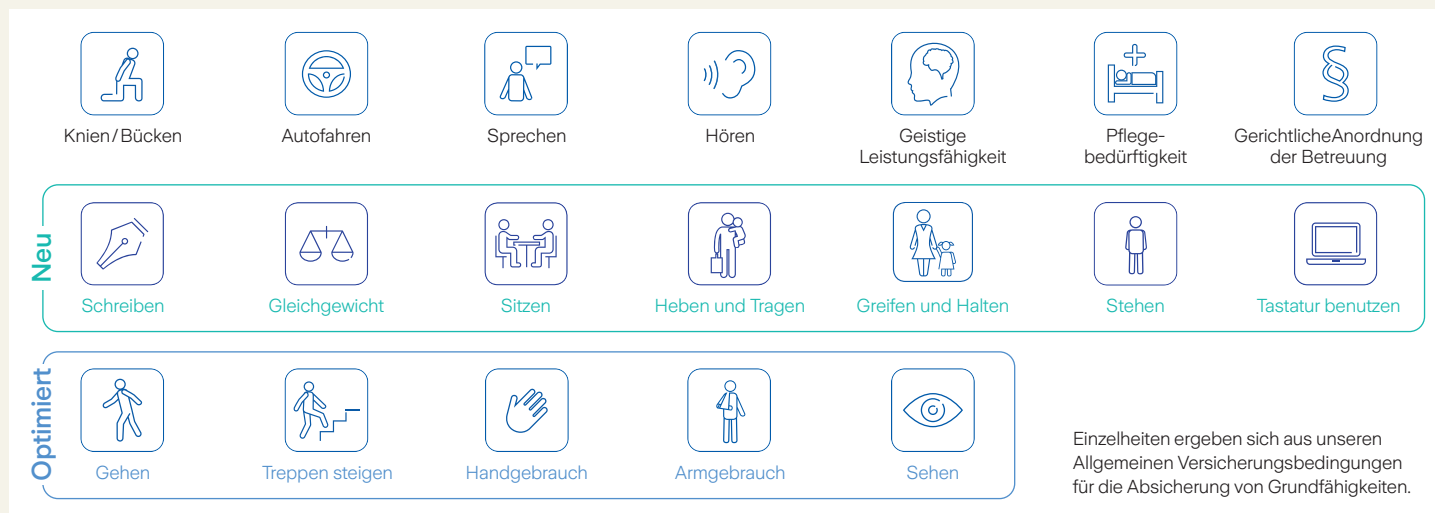 Knien/Bücken
Autofahren
Sprechen
Hören
Geistige
Leistungsfähigkeit
Pflege-
bedürftigkeit
GerichtlicheAnordnung
der Betreuung
Neu
Schreiben
Gleichgewicht
Sitzen
Heben und Tragen
Greifen und Halten
Stehen
Tastatur benutzen
Optimiert
Gehen
Treppen steigen
Handgebrauch
Armgebrauch
Sehen
Einzelheiten ergeben sich aus unseren
Allgemeinen Versicherungsbedingungen
für die Absicherung von Grundfähigkeiten.